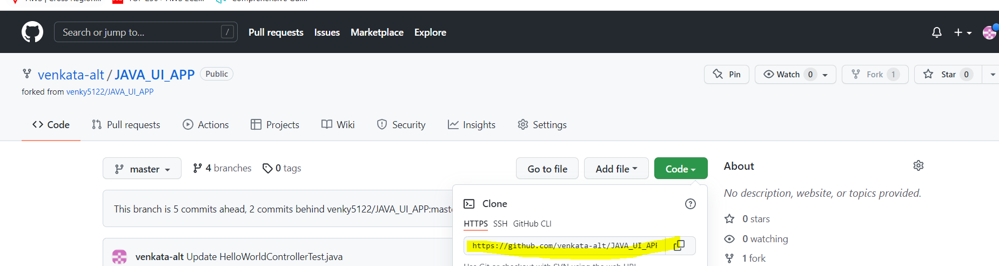 Search or jump to... /
Pull requests Issues Marketplace Explore
venkata-alt / JAVA_UI_APP Public
forked from venky5122/JAVA_UI_APP
Pin Watch 0 Fork 1 Star 0
Code Pull requests Actions Projects Wiki Security Insights Settings
master 4 branches 0 tags
Go to file Add file Code
About
No description, website, or topics provided.
This branch is 5 commits ahead, 2 commits behind venky5122/JAVA_UI_APP:mast
Clone
HTTPS SSH GitHub CLI
https://github.com/venkata-alt/JAVA_UI_APP
venkata-alt Update HelloWorldControllerTest.java
0 stars
0 watching
1 fork